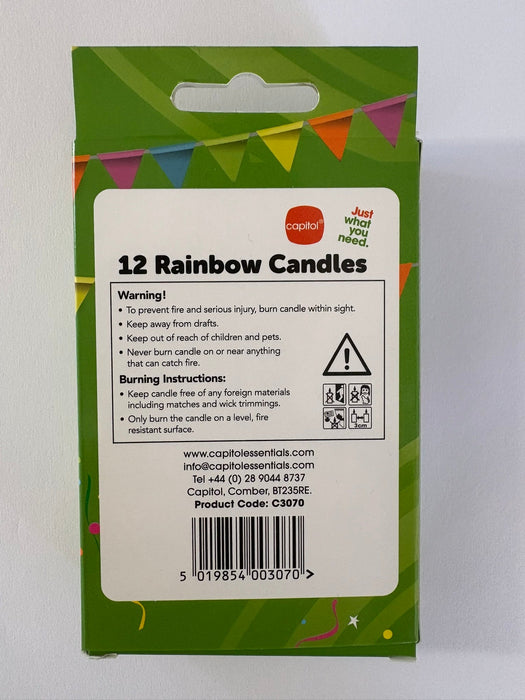 capitol®
Just
what
you
need.
12 Rainbow Candles
Warning!
• To prevent fire and serious injury, burn candle within sight.
• Keep away from drafts.
• Keep out of reach of children and pets.
• Never burn candle on or near anything
that can catch fire.
Burning Instructions:
• Keep candle free of any foreign materials
including matches and wick trimmings.
• Only burn the candle on a level, fire
resistant surface.
!
3cm
www.capitolessentials.com
info@capitolessentials.com
Tel +44 (0) 28 9044 8737
Capitol, Comber, BT235RE.
Product Code: C3070
5 019854 003070 >